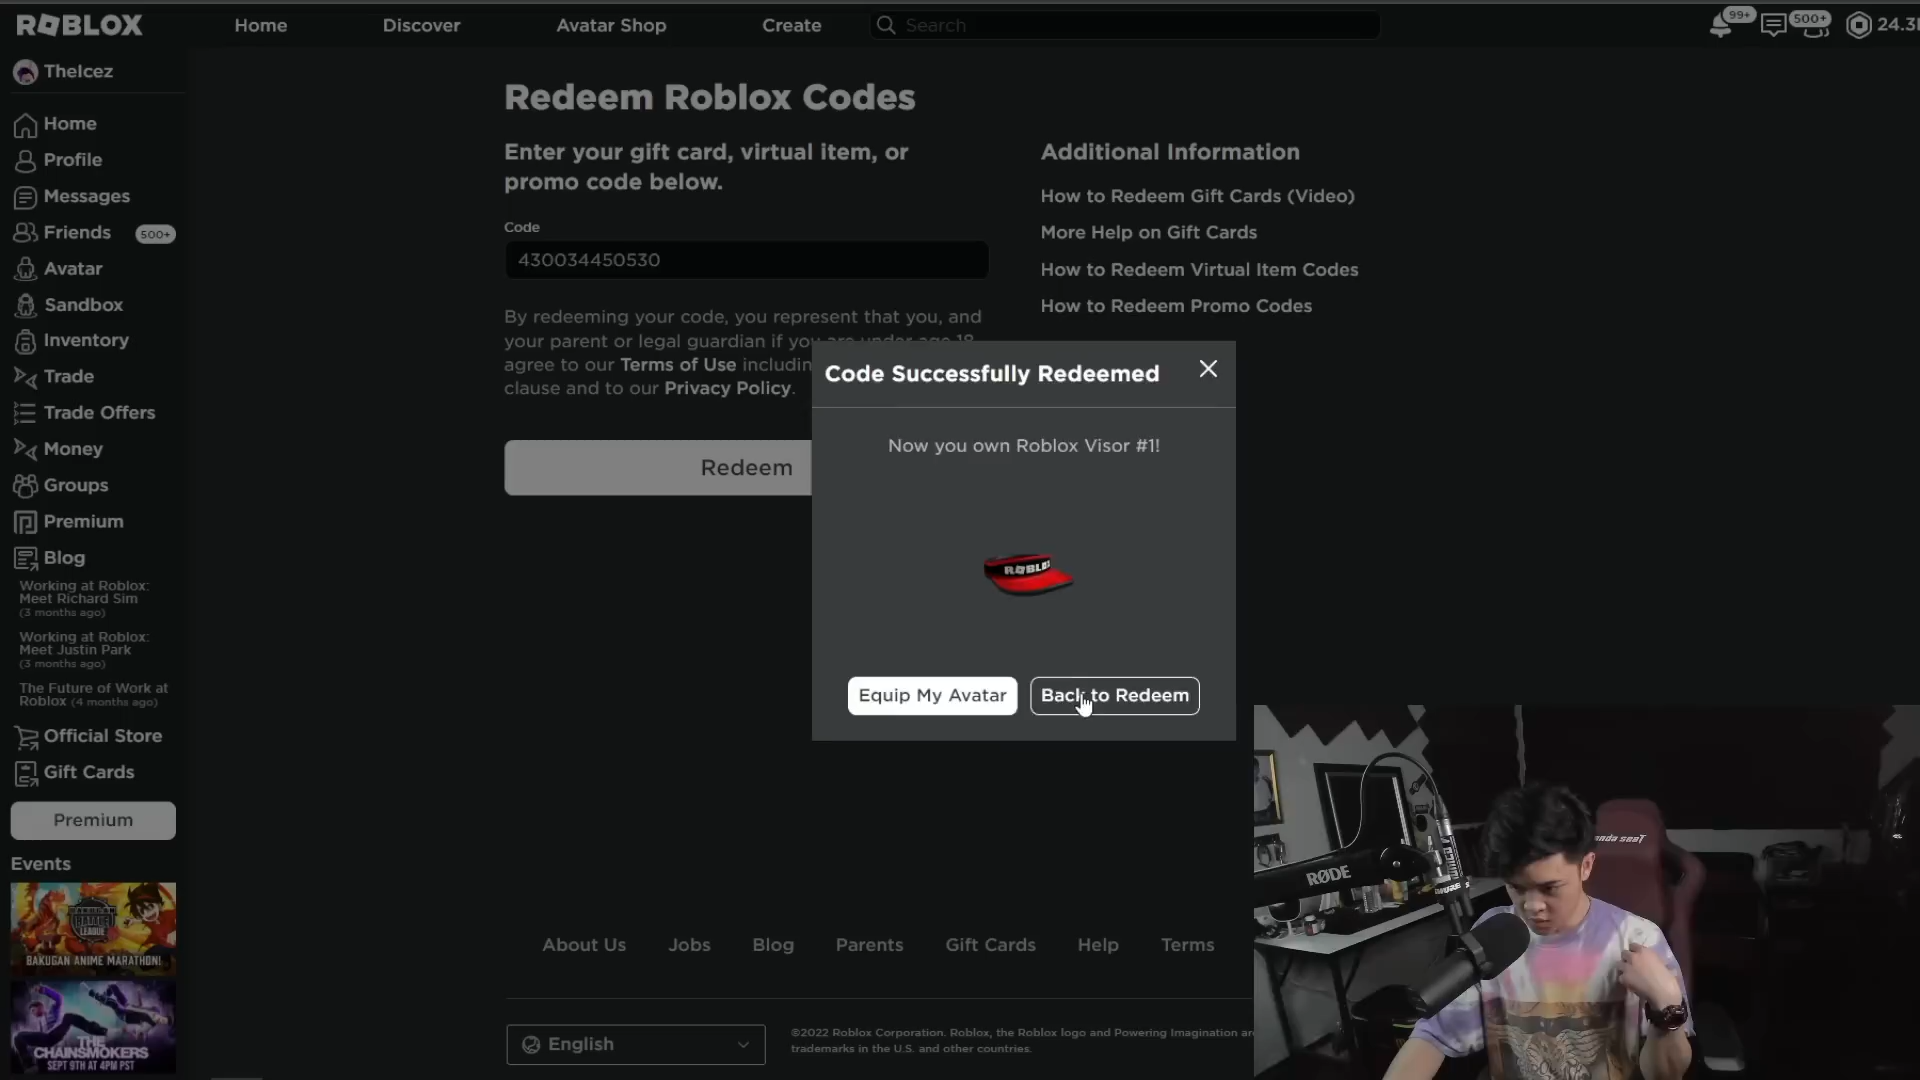 ROBLOX
Home
Discover
Avatar Shop
Create
Search
99+
500+
TheIcez
Home
Profile
Messages
Friends
500+
Avatar
Sandbox
Inventory
Trade
Trade Offers
Money
Groups
Premium
Blog
Working at Roblox:
Meet Richard Sim
(3 months ago)
Working at Roblox:
Meet Justin Park
(3 months ago)
The Future of Work at
Roblox (4 months ago)
Official Store
Gift Cards
Premium
Events
BAKUGAN
BATTLE
LEAGUE
BAKUGAN ANIME MARATHON!
THE
CHAINSMOKERS
SEPT 9TH AT 4PM PST
Redeem Roblox Codes
Enter your gift card, virtual item, or
promo code below.
Code
430034450530
By redeeming your code, you represent that you, and
your parent or legal guardian if you are under age 18
agree to our Terms of Use includin
clause and to our Privacy Policy.
Redeem
Additional Information
How to Redeem Gift Cards (Video)
More Help on Gift Cards
How to Redeem Virtual Item Codes
How to Redeem Promo Codes
Code Successfully Redeemed
Now you own Roblox Visor #1!
ROBLOX
Equip My Avatar
Back to Redeem
About Us
Jobs
Blog
Parents
Gift Cards
Help
Terms
English
©2022 Roblox Corporation. Roblox, the Roblox logo and Powering Imagination
trademarks in the U.S. and other countries.
RØDE